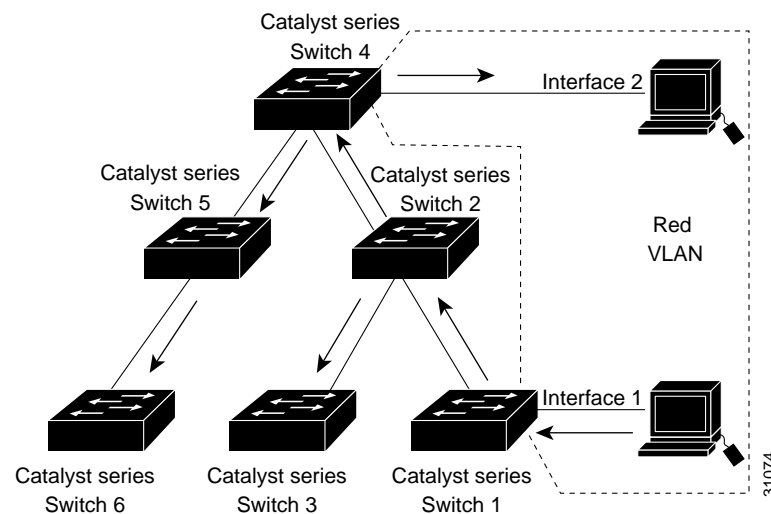 Catalyst series
Switch 4
Interface 2
Catalyst series
Switch 5
Catalyst series
Switch 2
Red
VLAN
Interface 1
Catalyst series
Switch 6
Catalyst series
Switch 3
Catalyst series
Switch 1
31074